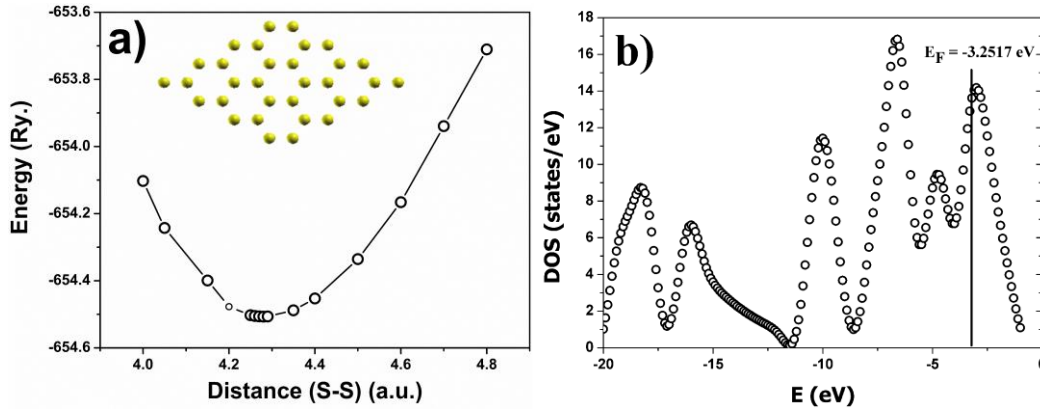 a)
Energy (Ry.)
-653.6
-653.8
-654.0
-654.2
-654.4
-654.6
4.0 4.2 4.4 4.6 4.8
Distance (S-S) (a.u.)
b)
E_F = -3.2517 eV
DOS (states/eV)
18
16
14
12
10
8
6
4
2
0
-20 -15 -10 -5 0
E (eV)